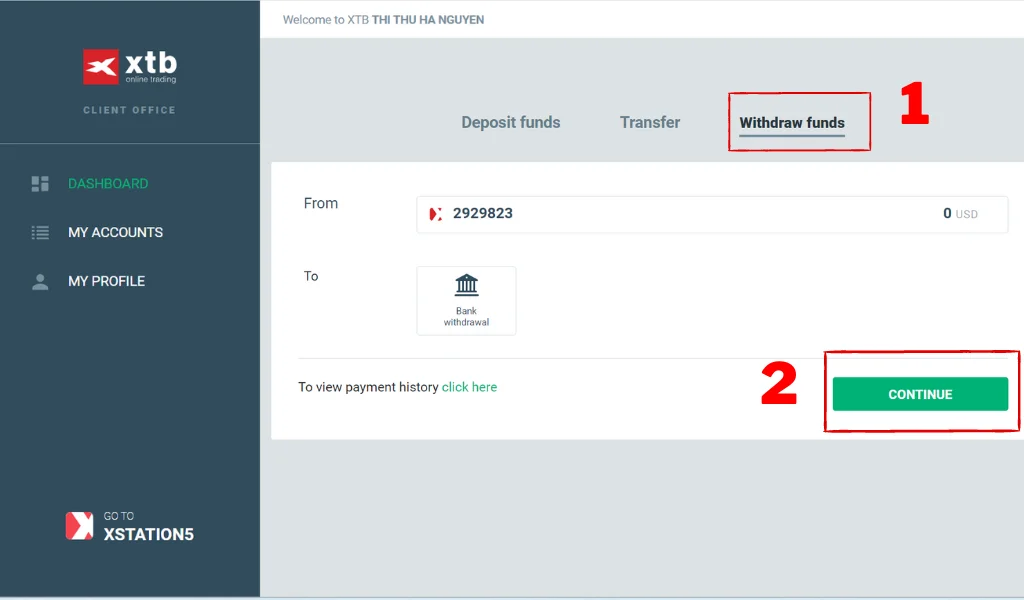 Welcome to XTB THI THU HA NGUYEN
xtb
online trading
CLIENT OFFICE
DASHBOARD
MY ACCOUNTS
MY PROFILE
GO TO
XSTATION5
Deposit funds
Transfer
Withdraw funds
1
From
2929823
0 USD
To
Bank
withdrawal
To view payment history click here
2
CONTINUE